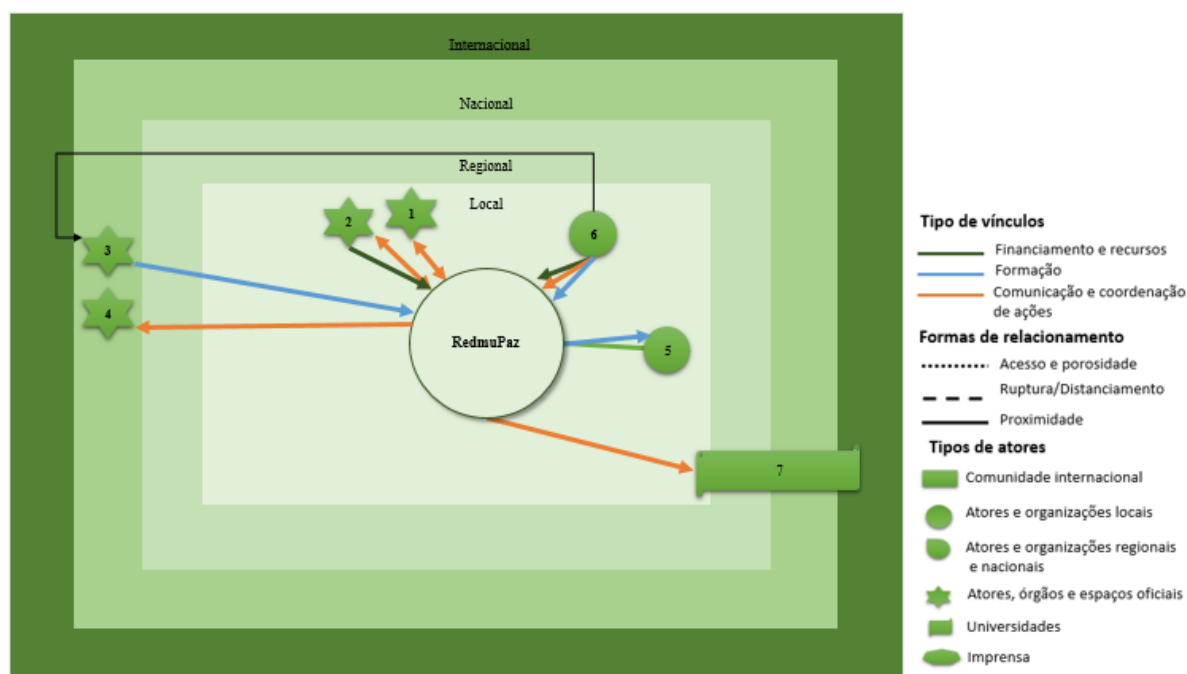 Internacional
Nacional
Regional
Local
1
2
6
3
4
RedmuPaz
5
7
Tipo de vínculos
Financiamento e recursos
Formação
Comunicação e coordenação
de ações
Formas de relacionamento
Acesso e porosidade
Ruptura/Distanciamento
Proximidade
Tipos de atores
Comunidade internacional
Atores e organizações locais
Atores e organizações regionais
e nacionais
Atores, órgãos e espaços oficiais
Universidades
Imprensa